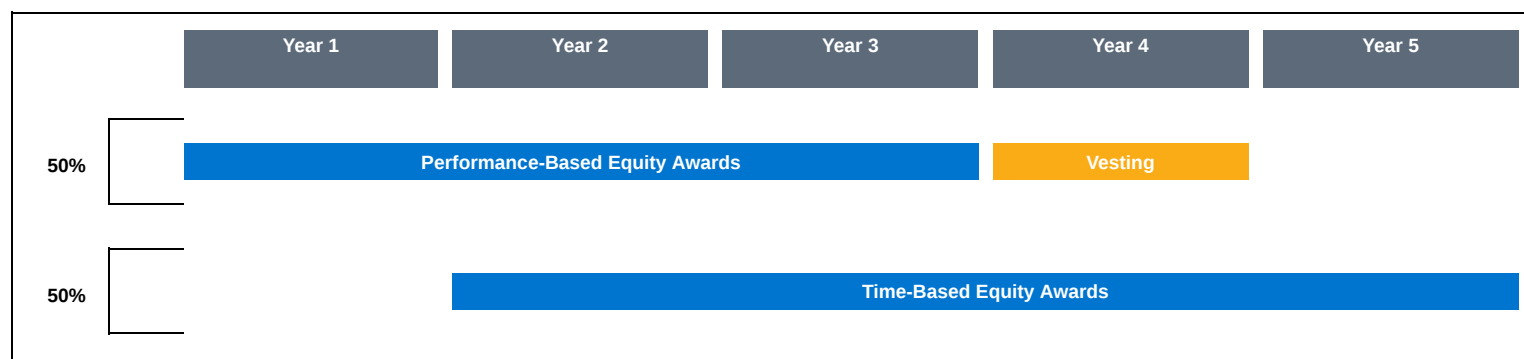 Year 1 Year 2 Year 3 Year 4 Year 5
50% Performance-Based Equity Awards Vesting
50% Time-Based Equity Awards